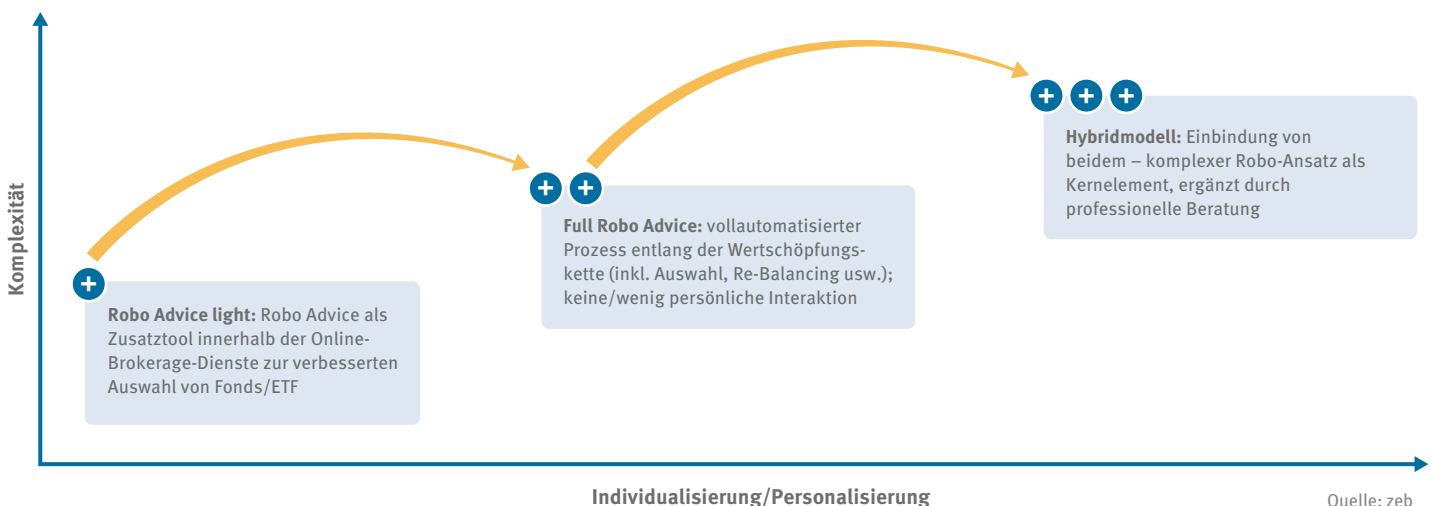 Komplexität
+
Robo Advice light: Robo Advice als
Zusatztool innerhalb der Online-
Brokerage-Dienste zur verbesserten
Auswahl von Fonds/ETF
+ +
Full Robo Advice: vollautomatisierter
Prozess entlang der Wertschöpfungs-
kette (inkl. Auswahl, Re-Balancing usw.);
keine/wenig persönliche Interaktion
+ + +
Hybridmodell: Einbindung von
beidem – komplexer Robo-Ansatz als
Kernelement, ergänzt durch
professionelle Beratung
Individualisierung/Personalisierung
Quelle: zeb